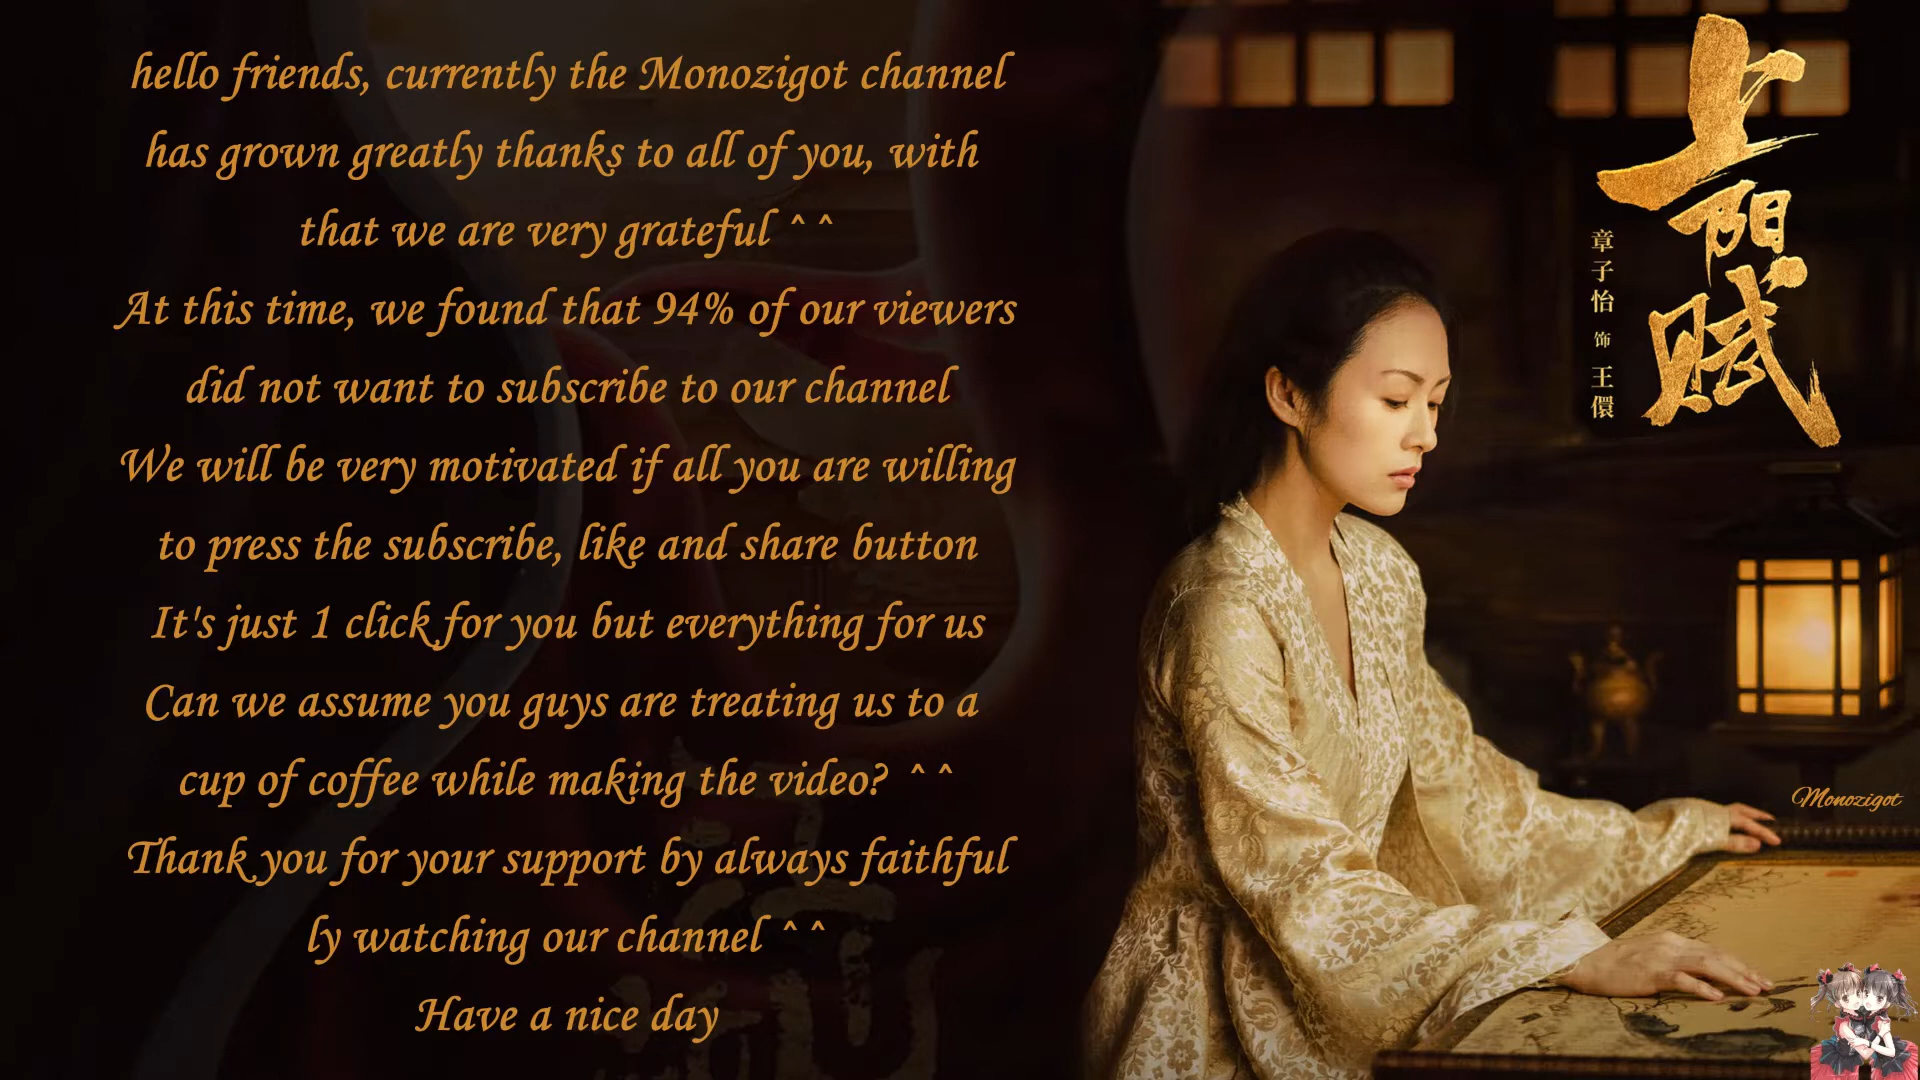 hello friends, currently the Monozigot channel
has grown greatly thanks to all of you, with
that we are very grateful ^^
At this time, we found that 94% of our viewers
did not want to subscribe to our channel
We will be very motivated if all you are willing
to press the subscribe, like and share button
It's just 1 click for you but everything for us
Can we assume you guys are treating us to a
cup of coffee while making the video? ^^
Thank you for your support by always faithful
ly watching our channel ^^
Have a nice day
上阳赋
章子怡 饰 王儇
Monozigot